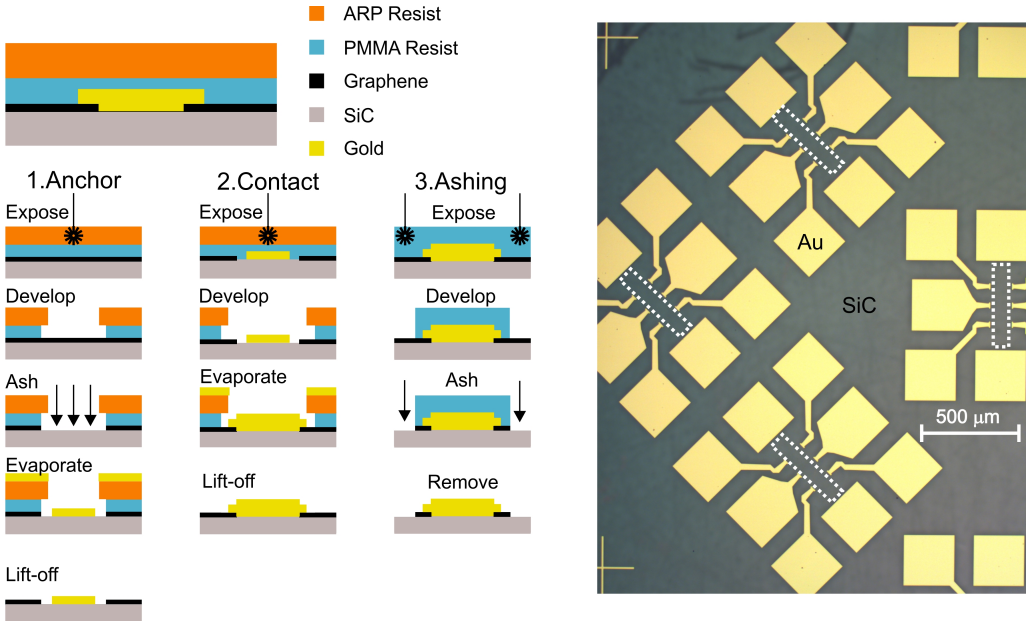 ARP Resist
PMMA Resist
Graphene
SiC
Gold
1.Anchor
Expose
Develop
Ash
Evaporate
Lift-off
2.Contact
Expose
Develop
Evaporate
Lift-off
3.Ashing
Expose
Develop
Ash
Remove
Au
SiC
500 μm